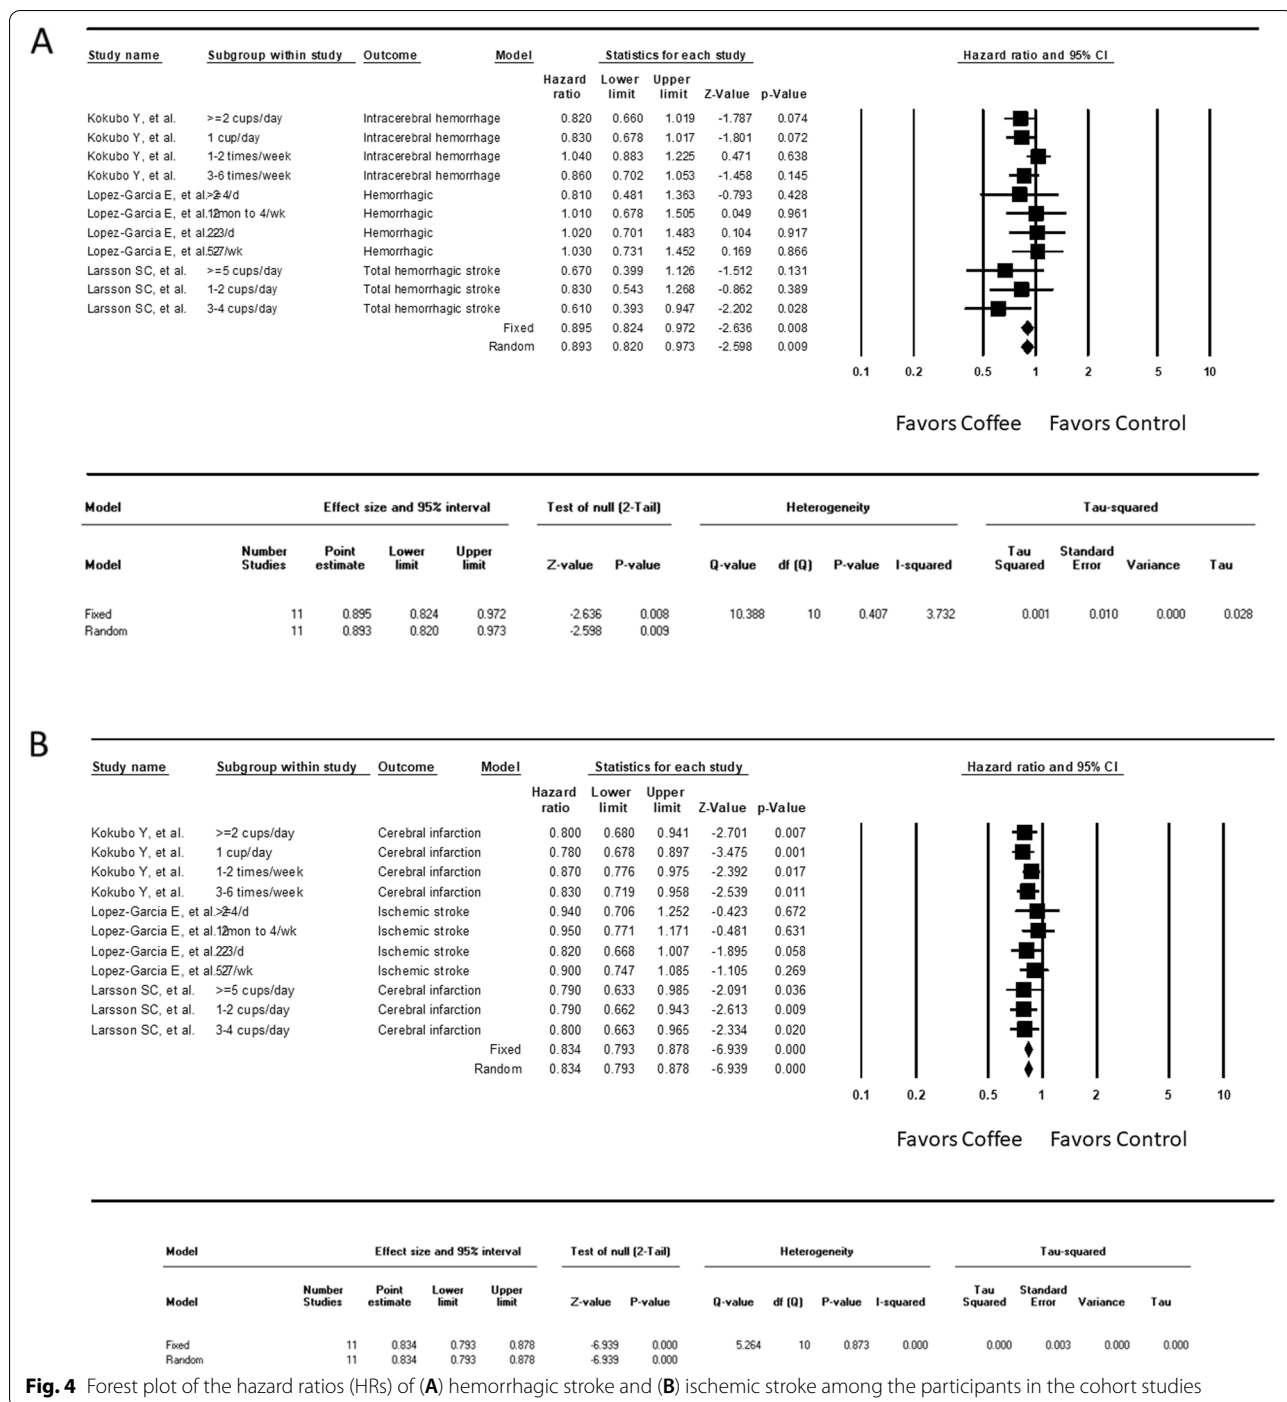 A
Study name Subgroup within study Outcome Model Statistics for each study Hazard ratio and 95% CI
Hazard Lower Upper
ratio limit limit Z-Value p-Value
Kokubo Y, et al. >=2 cups/day Intracerebral hemorrhage 0.820 0.660 1.019 -1.787 0.074
Kokubo Y, et al. 1 cup/day Intracerebral hemorrhage 0.830 0.678 1.017 -1.801 0.072
Kokubo Y, et al. 1-2 times/week Intracerebral hemorrhage 1.040 0.883 1.225 0.471 0.638
Kokubo Y, et al. 3-6 times/week Intracerebral hemorrhage 0.860 0.702 1.053 -1.458 0.145
Lopez-Garcia E, et al. 4/d Hemorrhagic 0.810 0.481 1.363 -0.793 0.428
Lopez-Garcia E, et al. mon to 4/wk Hemorrhagic 1.010 0.678 1.505 0.049 0.961
Lopez-Garcia E, et al. 3/d Hemorrhagic 1.020 0.701 1.483 0.104 0.917
Lopez-Garcia E, et al. 7/wk Hemorrhagic 1.030 0.731 1.452 0.169 0.866
Larsson SC, et al. >=5 cups/day Total hemorrhagic stroke 0.670 0.399 1.126 -1.512 0.131
Larsson SC, et al. 1-2 cups/day Total hemorrhagic stroke 0.830 0.543 1.268 -0.862 0.389
Larsson SC, et al. 3-4 cups/day Total hemorrhagic stroke 0.610 0.393 0.947 -2.202 0.028
Fixed 0.895 0.824 0.972 -2.636 0.008
Random 0.893 0.820 0.973 -2.598 0.009
0.1 0.2 0.5 1 2 5 10
Favors Coffee Favors Control
Model Effect size and 95% interval Test of null (2-Tail) Heterogeneity Tau-squared
Number Point Lower Upper Tau Standard
Model Studies estimate limit limit Z-value P-value Q-value df (Q) P-value I-squared Squared Error Variance Tau
Fixed 11 0.895 0.824 0.972 -2.636 0.008 10.388 10 0.407 3.732 0.001 0.010 0.000 0.028
Random 11 0.893 0.820 0.973 -2.598 0.009
B
Study name Subgroup within study Outcome Model Statistics for each study Hazard ratio and 95% CI
Hazard Lower Upper
ratio limit limit Z-Value p-Value
Kokubo Y, et al. >=2 cups/day Cerebral infarction 0.800 0.680 0.941 -2.701 0.007
Kokubo Y, et al. 1 cup/day Cerebral infarction 0.780 0.678 0.897 -3.475 0.001
Kokubo Y, et al. 1-2 times/week Cerebral infarction 0.870 0.776 0.975 -2.392 0.017
Kokubo Y, et al. 3-6 times/week Cerebral infarction 0.830 0.719 0.958 -2.539 0.011
Lopez-Garcia E, et al. 4/d Ischemic stroke 0.940 0.706 1.252 -0.423 0.672
Lopez-Garcia E, et al. mon to 4/wk Ischemic stroke 0.950 0.771 1.171 -0.481 0.631
Lopez-Garcia E, et al. 3/d Ischemic stroke 0.820 0.668 1.007 -1.895 0.058
Lopez-Garcia E, et al. 7/wk Ischemic stroke 0.900 0.747 1.085 -1.105 0.269
Larsson SC, et al. >=5 cups/day Cerebral infarction 0.790 0.633 0.985 -2.091 0.036
Larsson SC, et al. 1-2 cups/day Cerebral infarction 0.790 0.662 0.943 -2.613 0.009
Larsson SC, et al. 3-4 cups/day Cerebral infarction 0.800 0.663 0.965 -2.334 0.020
Fixed 0.834 0.793 0.878 -6.939 0.000
Random 0.834 0.793 0.878 -6.939 0.000
0.1 0.2 0.5 1 2 5 10
Favors Coffee Favors Control
Model Effect size and 95% interval Test of null (2-Tail) Heterogeneity Tau-squared
Number Point Lower Upper Tau Standard
Model Studies estimate limit limit Z-value P-value Q-value df (Q) P-value I-squared Squared Error Variance Tau
Fixed 11 0.834 0.793 0.878 -6.939 0.000 5.264 10 0.873 0.000 0.000 0.003 0.000 0.000
Random 11 0.834 0.793 0.878 -6.939 0.000
Fig. 4 Forest plot of the hazard ratios (HRs) of (A) hemorrhagic stroke and (B) ischemic stroke among the participants in the cohort studies